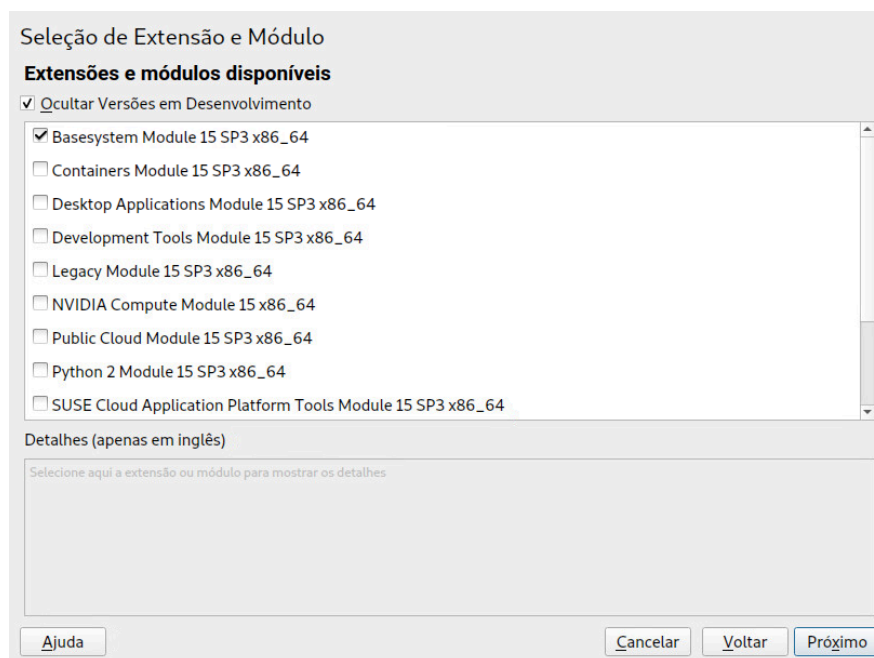 Seleção de Extensão e Módulo
Extensões e módulos disponíveis
Ocultar Versões em Desenvolvimento
Basesystem Module 15 SP3 x86_64
Containers Module 15 SP3 x86_64
Desktop Applications Module 15 SP3 x86_64
Development Tools Module 15 SP3 x86_64
Legacy Module 15 SP3 x86_64
NVIDIA Compute Module 15 x86_64
Public Cloud Module 15 SP3 x86_64
Python 2 Module 15 SP3 x86_64
SUSE Cloud Application Platform Tools Module 15 SP3 x86_64
Detalhes (apenas em inglês)
Selecione aqui a extensão ou módulo para mostrar os detalhes
Ajuda Cancelar Voltar Próximo